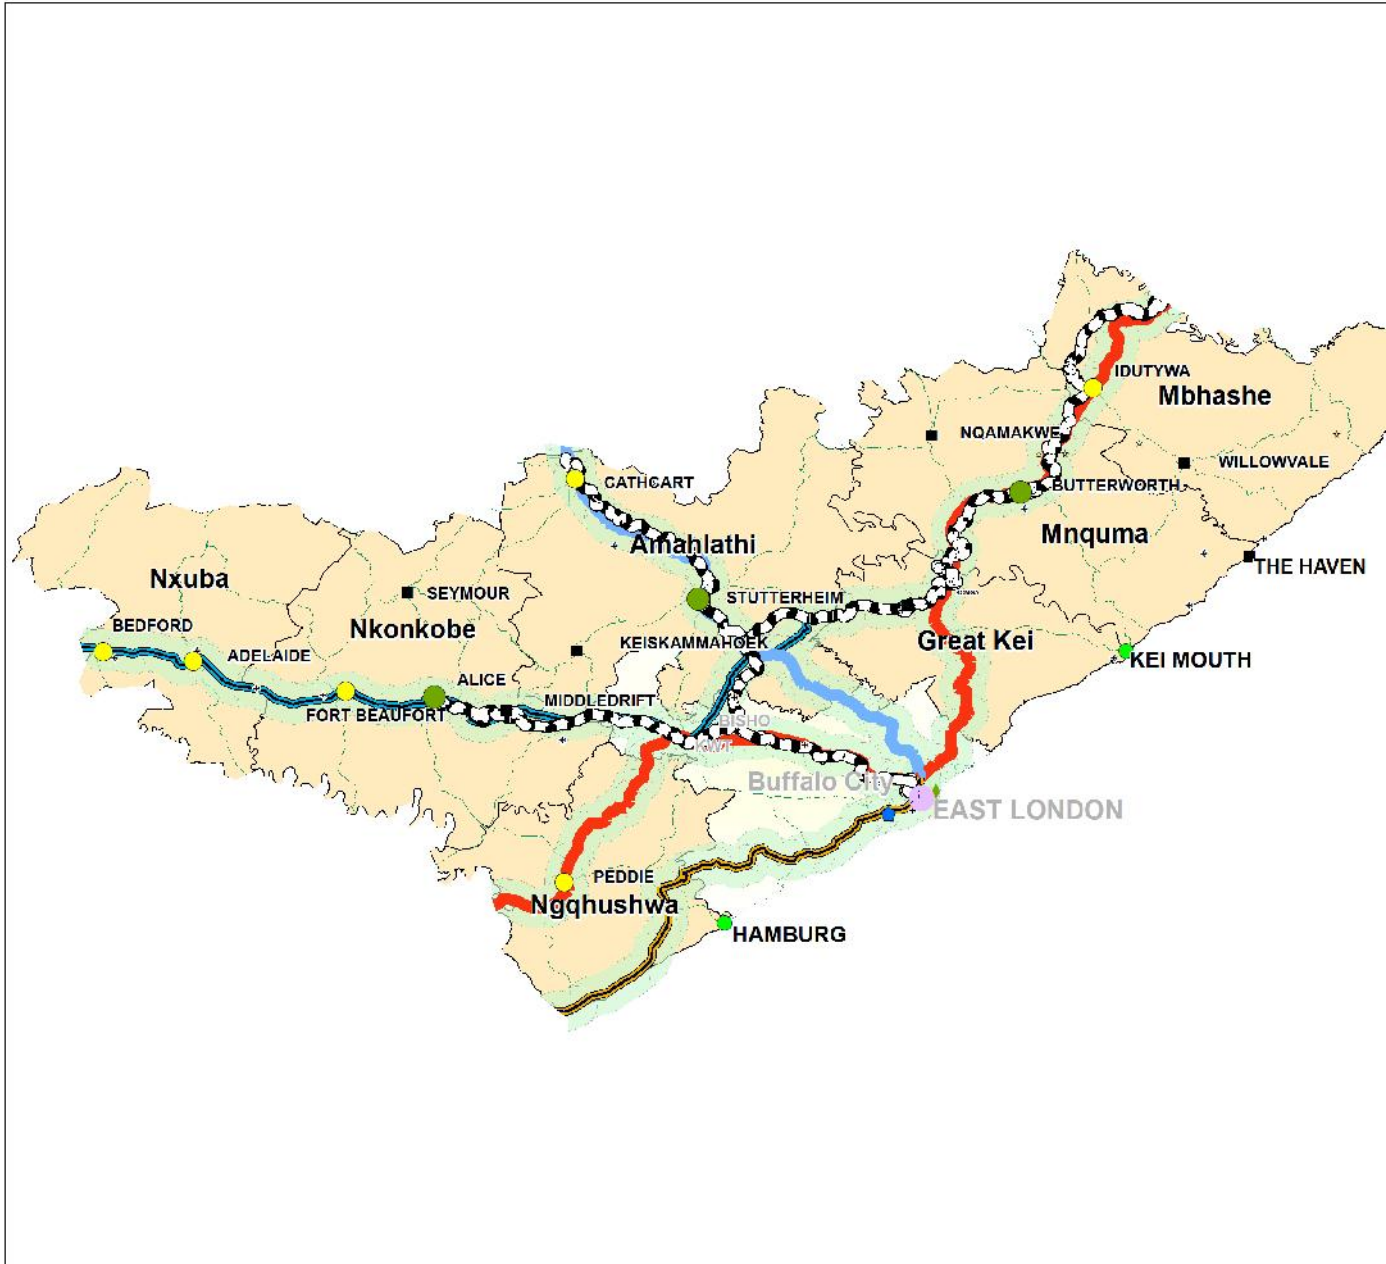 IDUTYWA
Mbhashe
NQAMAKWE
WILLOWVALE
CATHCART
BUTTERWORTH
Mnquma
Amahlathi
THE HAVEN
Nxuba
SEYMOUR
STUTTERHEIM
BEDFORD
Nkonkobe
KEISKAMMAHOEK
Great Kei
ADELAIDE
KEI MOUTH
ALICE
MIDDLEDRIFT
FORT BEAUFORT
BISHO
KWT
Buffalo City
EAST LONDON
PEDDIE
Ngqhushwa
HAMBURG